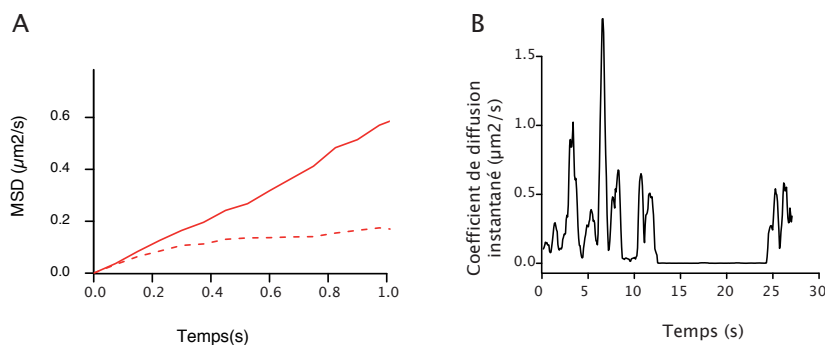 A
MSD (µm2/s)
0.6
0.4
0.2
0.0
0.0 0.2 0.4 0.6 0.8 1.0
Temps(s)
B
Coefficient de diffusion
instantané (µm2/s)
1.5
1.0
0.5
0.0
0 5 10 15 20 25 30
Temps (s)